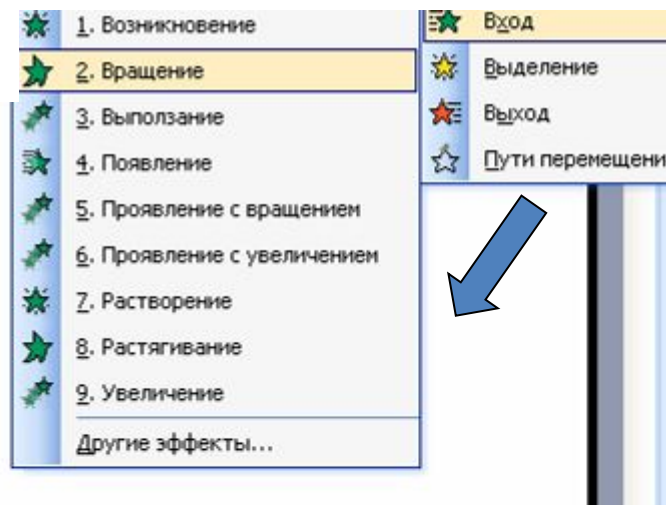 1. Возникновение
2. Вращение
3. Выползание
4. Появление
5. Проявление с вращением
6. Проявление с увеличением
7. Растворение
8. Растягивание
9. Увеличение
Другие эффекты...
Вход
Выделение
Выход
Пути перемещени